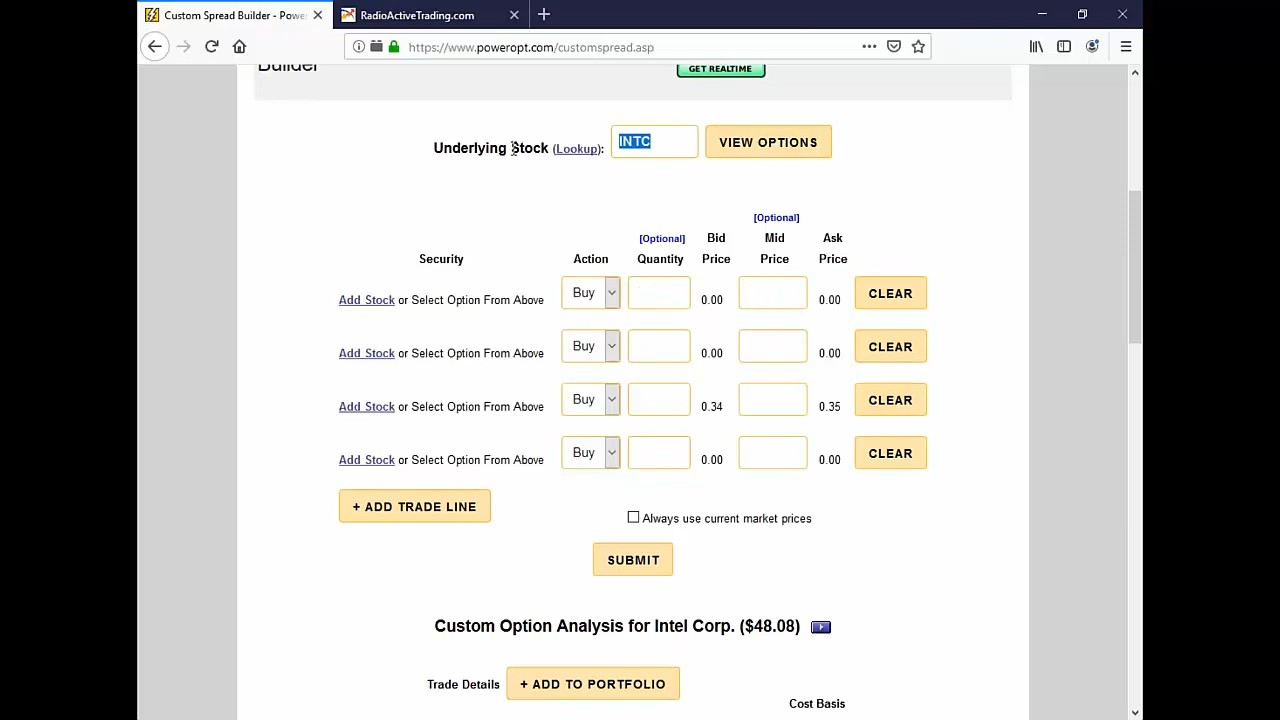 Custom Spread Builder - Powe
RadioActiveTrading.com
https://www.poweropt.com/customspread.asp
Builder
GET REALTIME
Underlying Stock (Lookup): INTC VIEW OPTIONS
[Optional]
[Optional] Bid Mid Ask
Security Action Quantity Price Price Price
Add Stock or Select Option From Above Buy 0.00 0.00 CLEAR
Add Stock or Select Option From Above Buy 0.00 0.00 CLEAR
Add Stock or Select Option From Above Buy 0.34 0.35 CLEAR
Add Stock or Select Option From Above Buy 0.00 0.00 CLEAR
+ ADD TRADE LINE
Always use current market prices
SUBMIT
Custom Option Analysis for Intel Corp. ($48.08)
Trade Details + ADD TO PORTFOLIO
Cost Basis